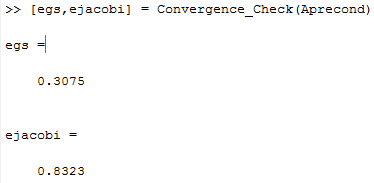 >> [egs,ejacobi] = Convergence_Check(Aprecond)
egs =
0.3075
ejacobi =
0.8323